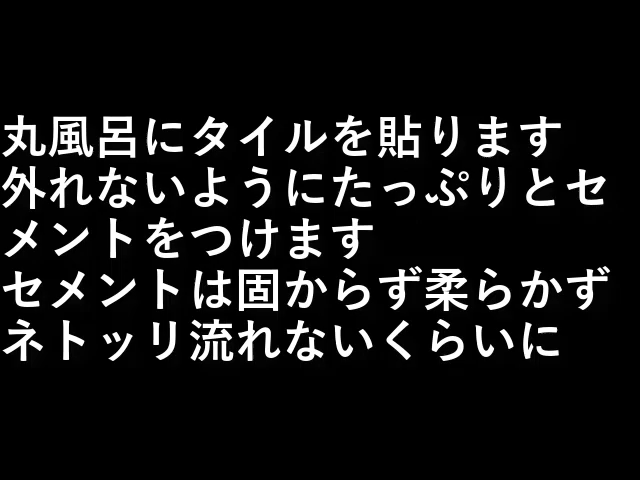 丸風呂にタイルを貼ります
外れないようにたっぷりとセ
メントをつけます
セメントは固からず柔らかず
ネトッリ流れないくらいに